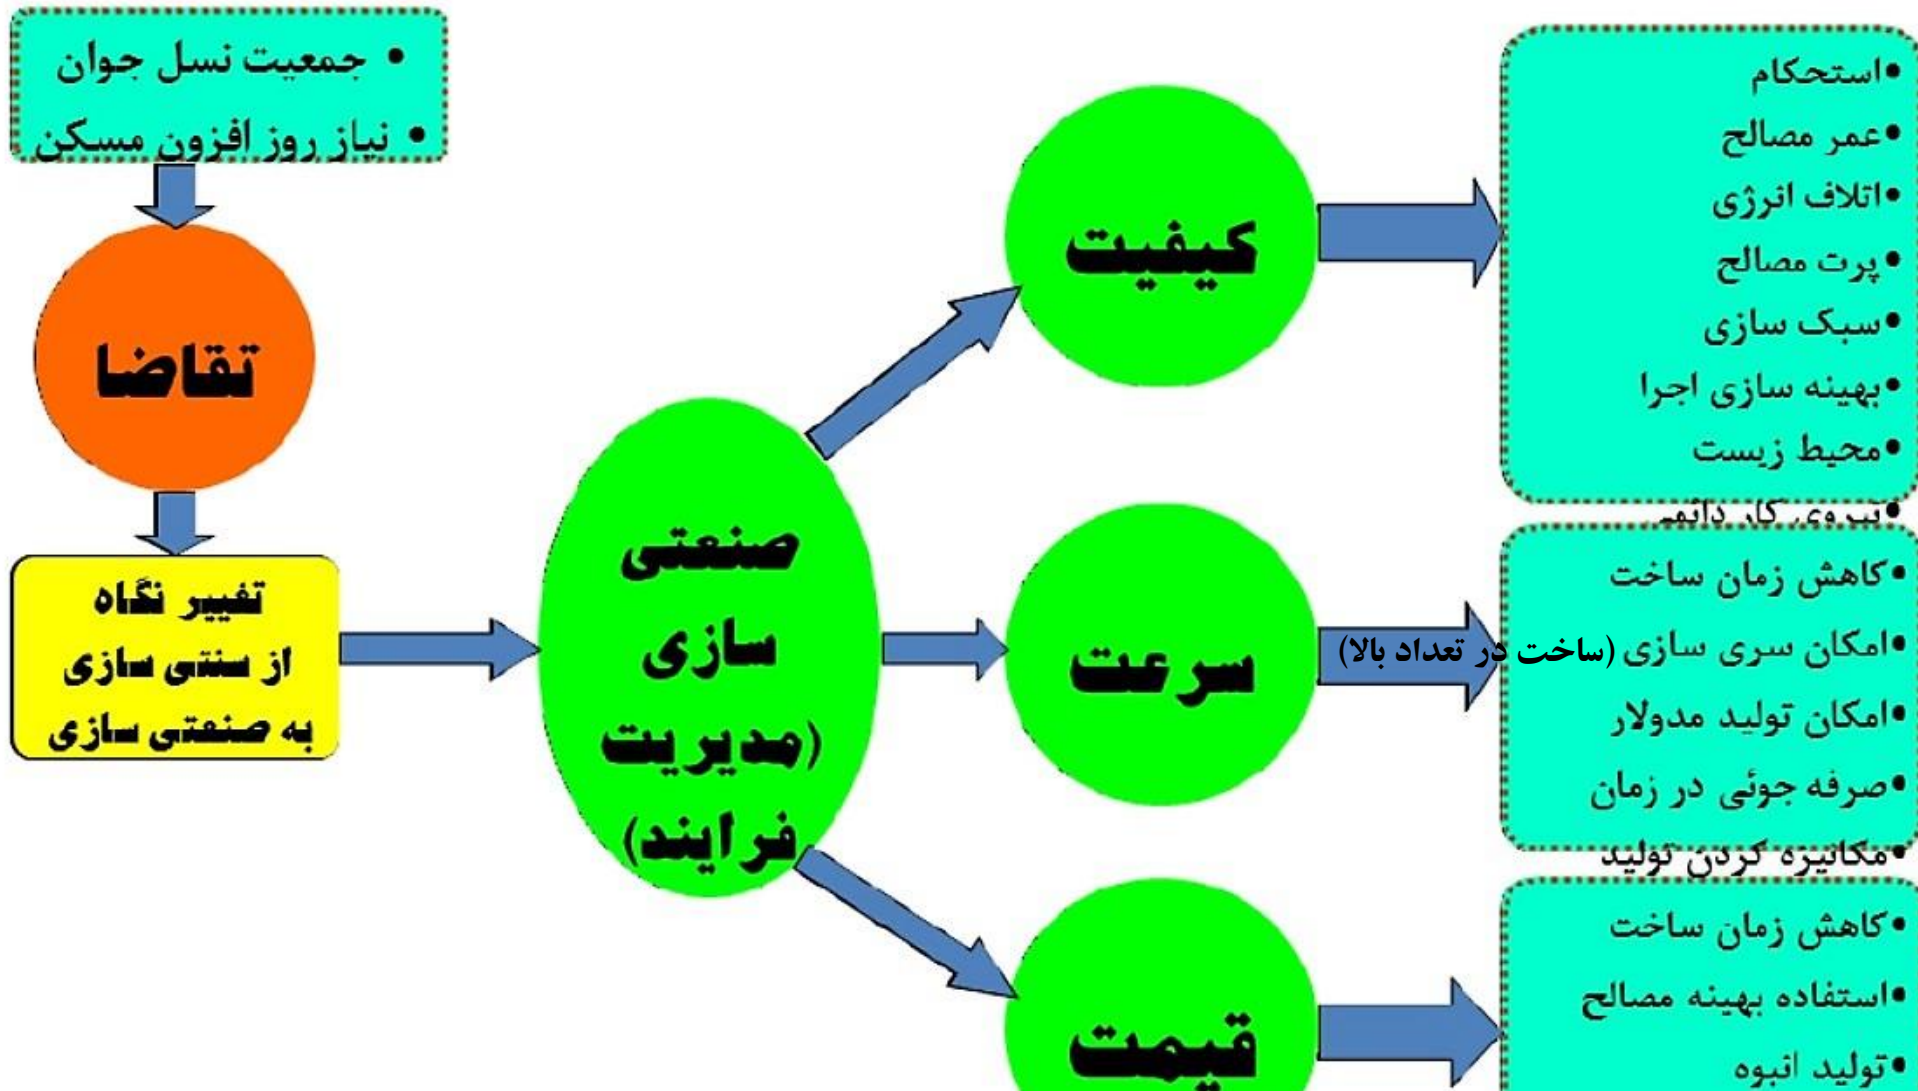 • جمعیت نسل جوان
• نیاز روز افزون مسکن
تقاضا
تغییر نگاه
از سنتی سازی
به صنعتی سازی
صنعتی
سازی
(مدیریت
فرایند)
کیفیت
•استحکام
•عمر مصالح
•اتلاف انرژی
•پرت مصالح
•سبک سازی
•بهینه سازی اجرا
•محیط زیست
•نیروی کار دائمی
سرعت
•کاهش زمان ساخت
•امکان سری سازی (ساخت در تعداد بالا)
•امکان تولید مدولار
•صرفه جوئی در زمان
•مکانیزه کردن تولید
قیمت
•کاهش زمان ساخت
•استفاده بهینه مصالح
•تولید انبوه